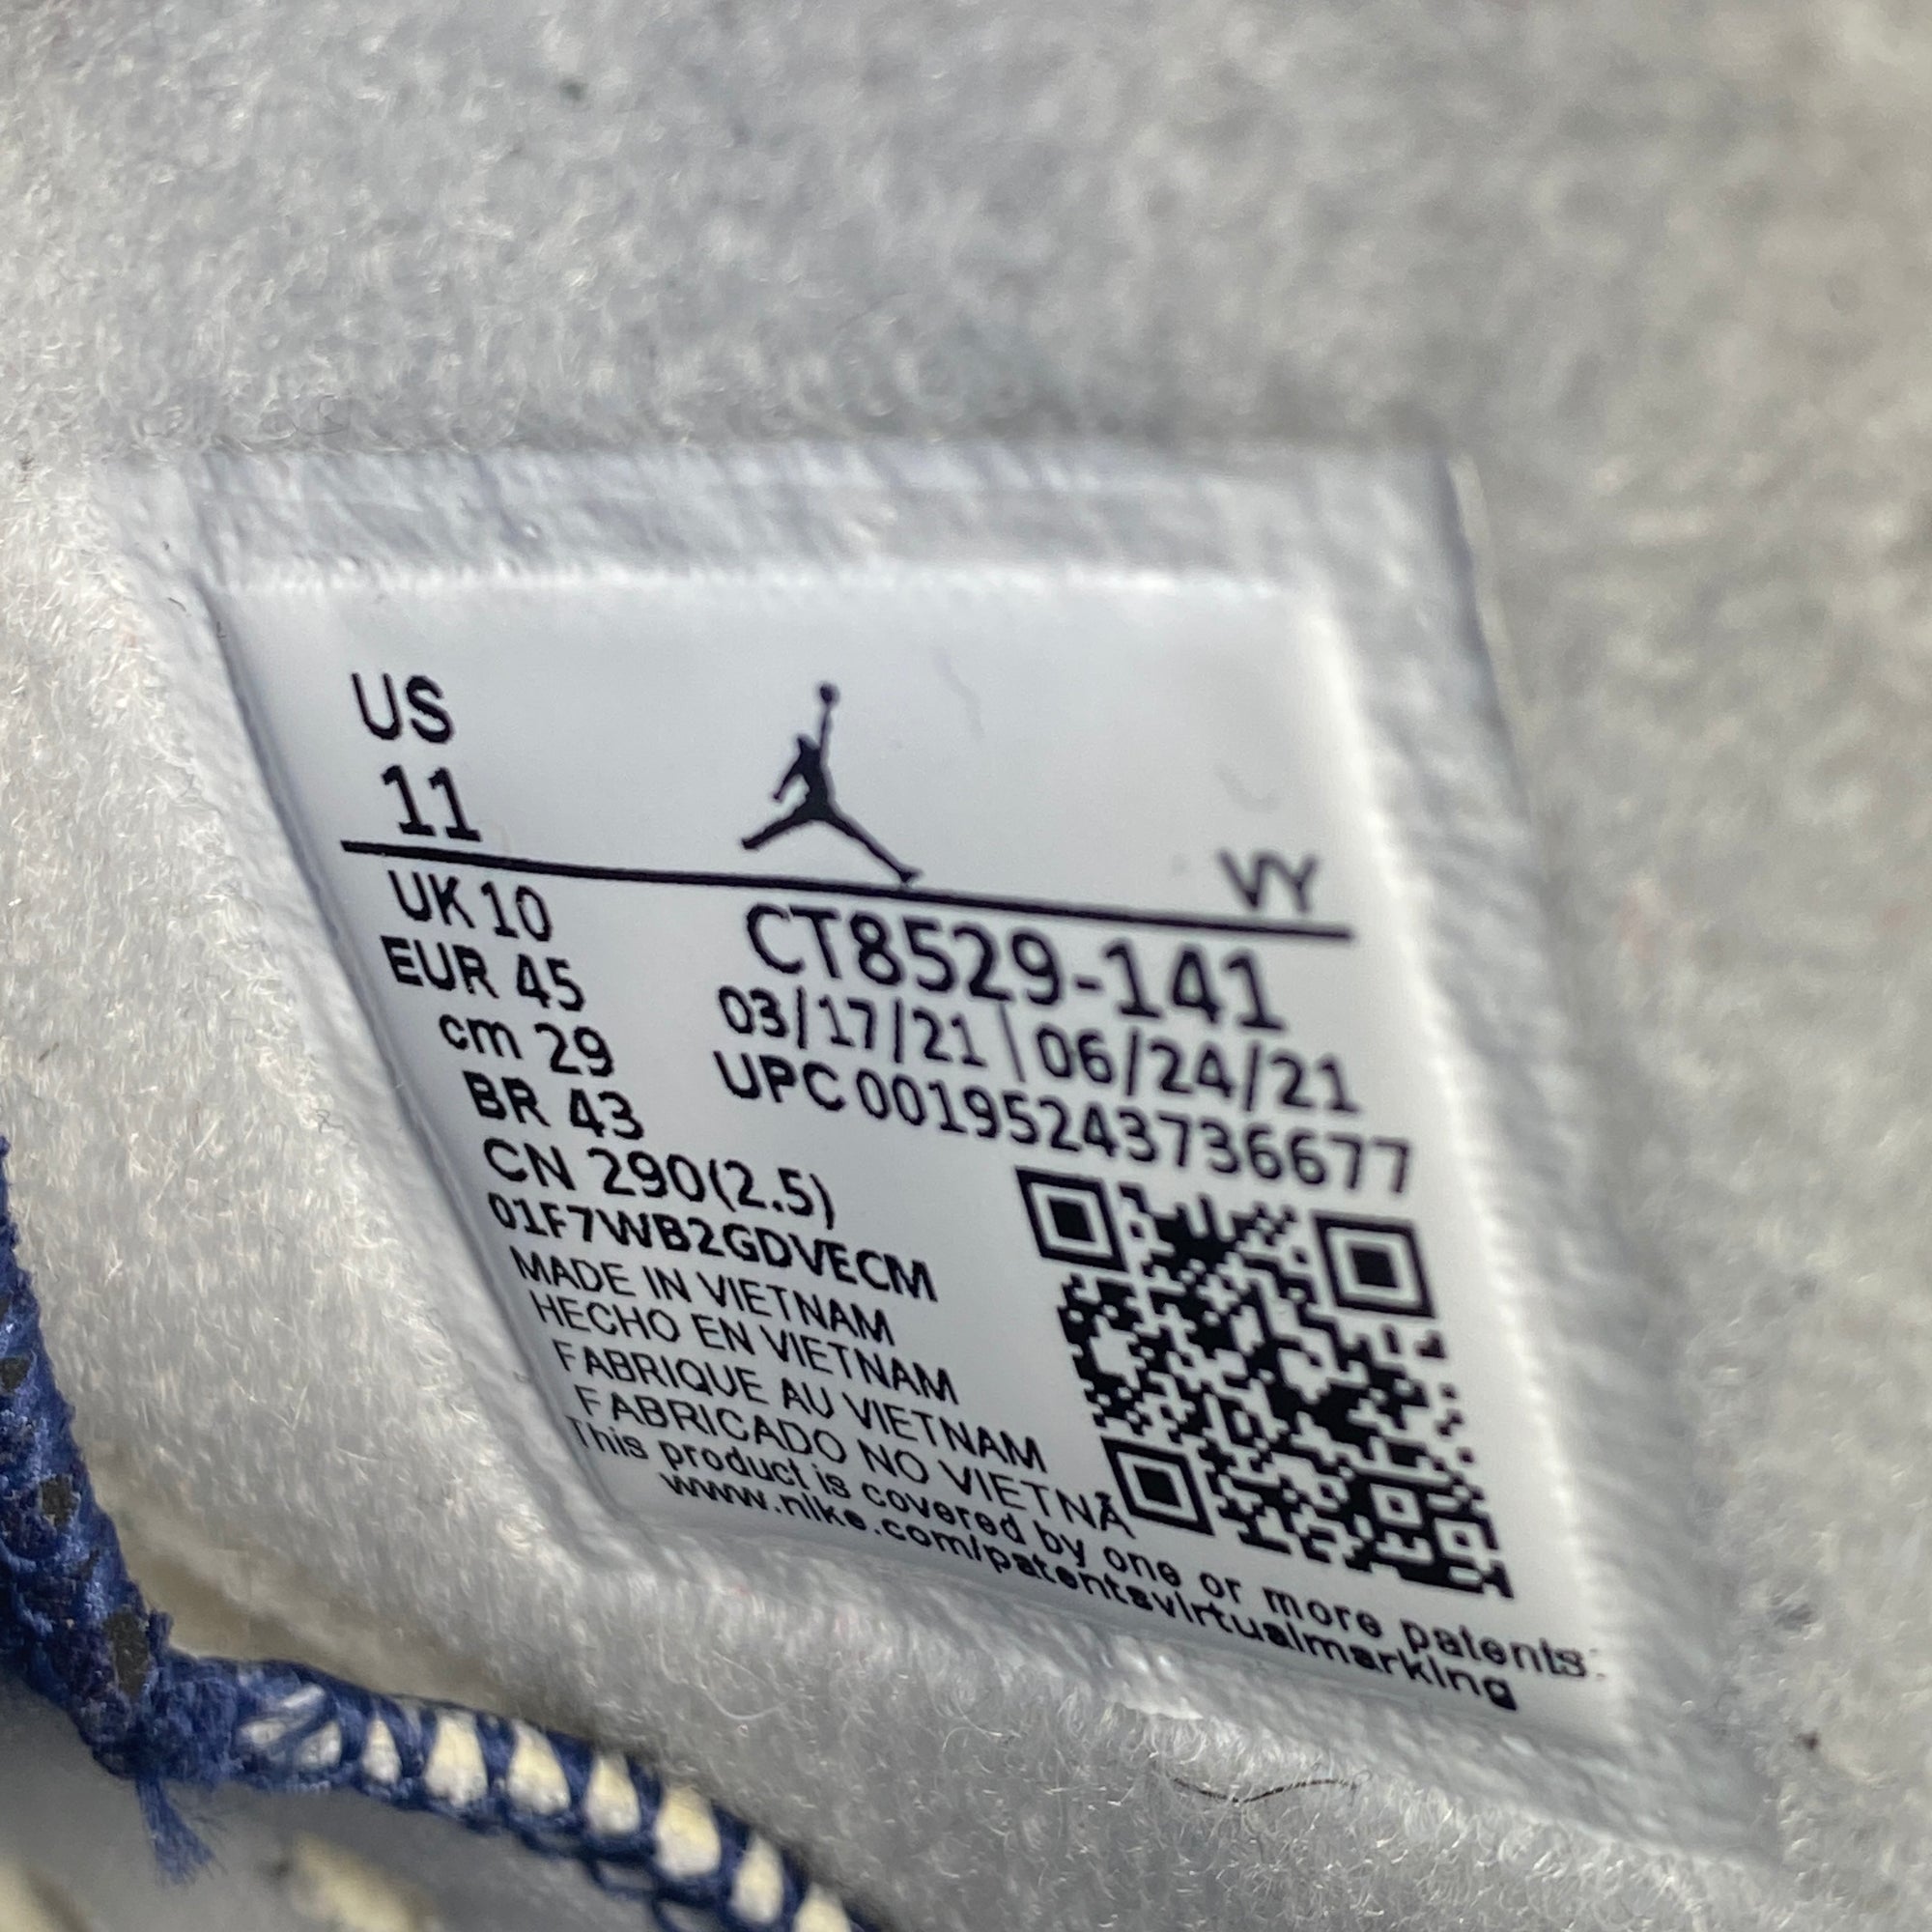 US
11
VY
UK 10
EUR 45
cm 29
BR 43
CN 290(2.5)
CT8529-141
03/17/21 | 06/24/21
UPC 00195243736677
01F7WB2GDVECM
MADE IN VIETNAM
HECHO EN VIETNAM
FABRIQUE AU VIETNAM
FABRICADO NO VIETNÃ
This product is covered by one or more patents:
www.nike.com/patentsvirtualmarking